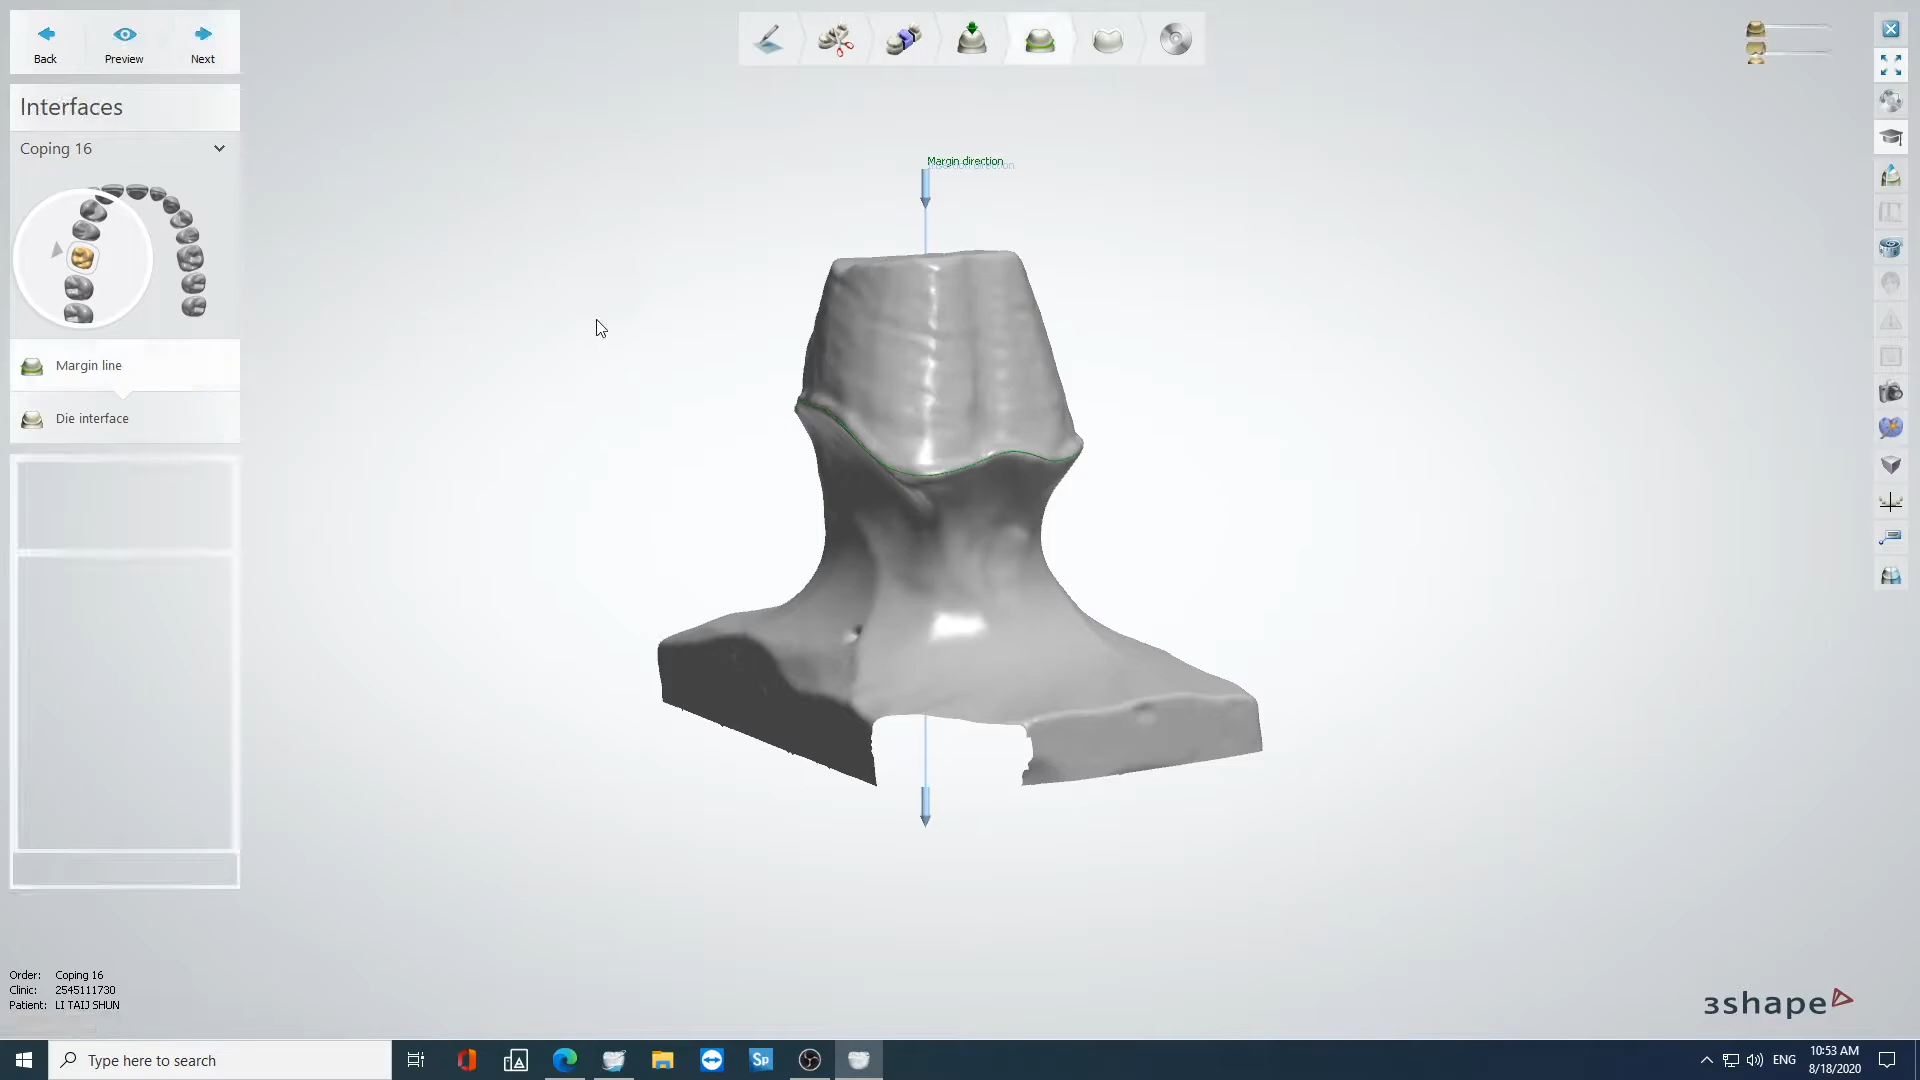 Back
Preview
Next
Interfaces
Coping 16
Margin direction
Margin line
Die interface
Order: Coping 16
Clinic: 2545111730
Patient: LI TAIJ SHUN
3shape
Type here to search
Sp
ENG
10:53 AM
8/18/2020